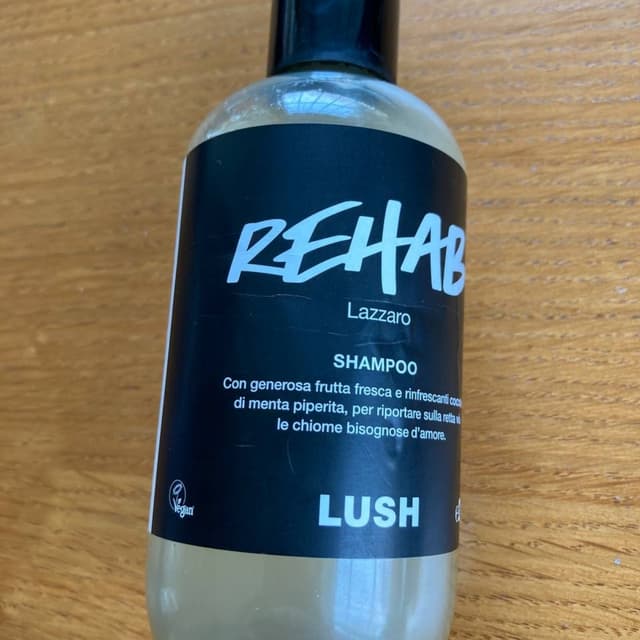 REHAB
Lazzaro
SHAMPOO
Con generosa frutta fresca e rinfrescanti
di menta piperita, per riportare sulla retta
le chiome bisognose d'amore.
Vegan
LUSH